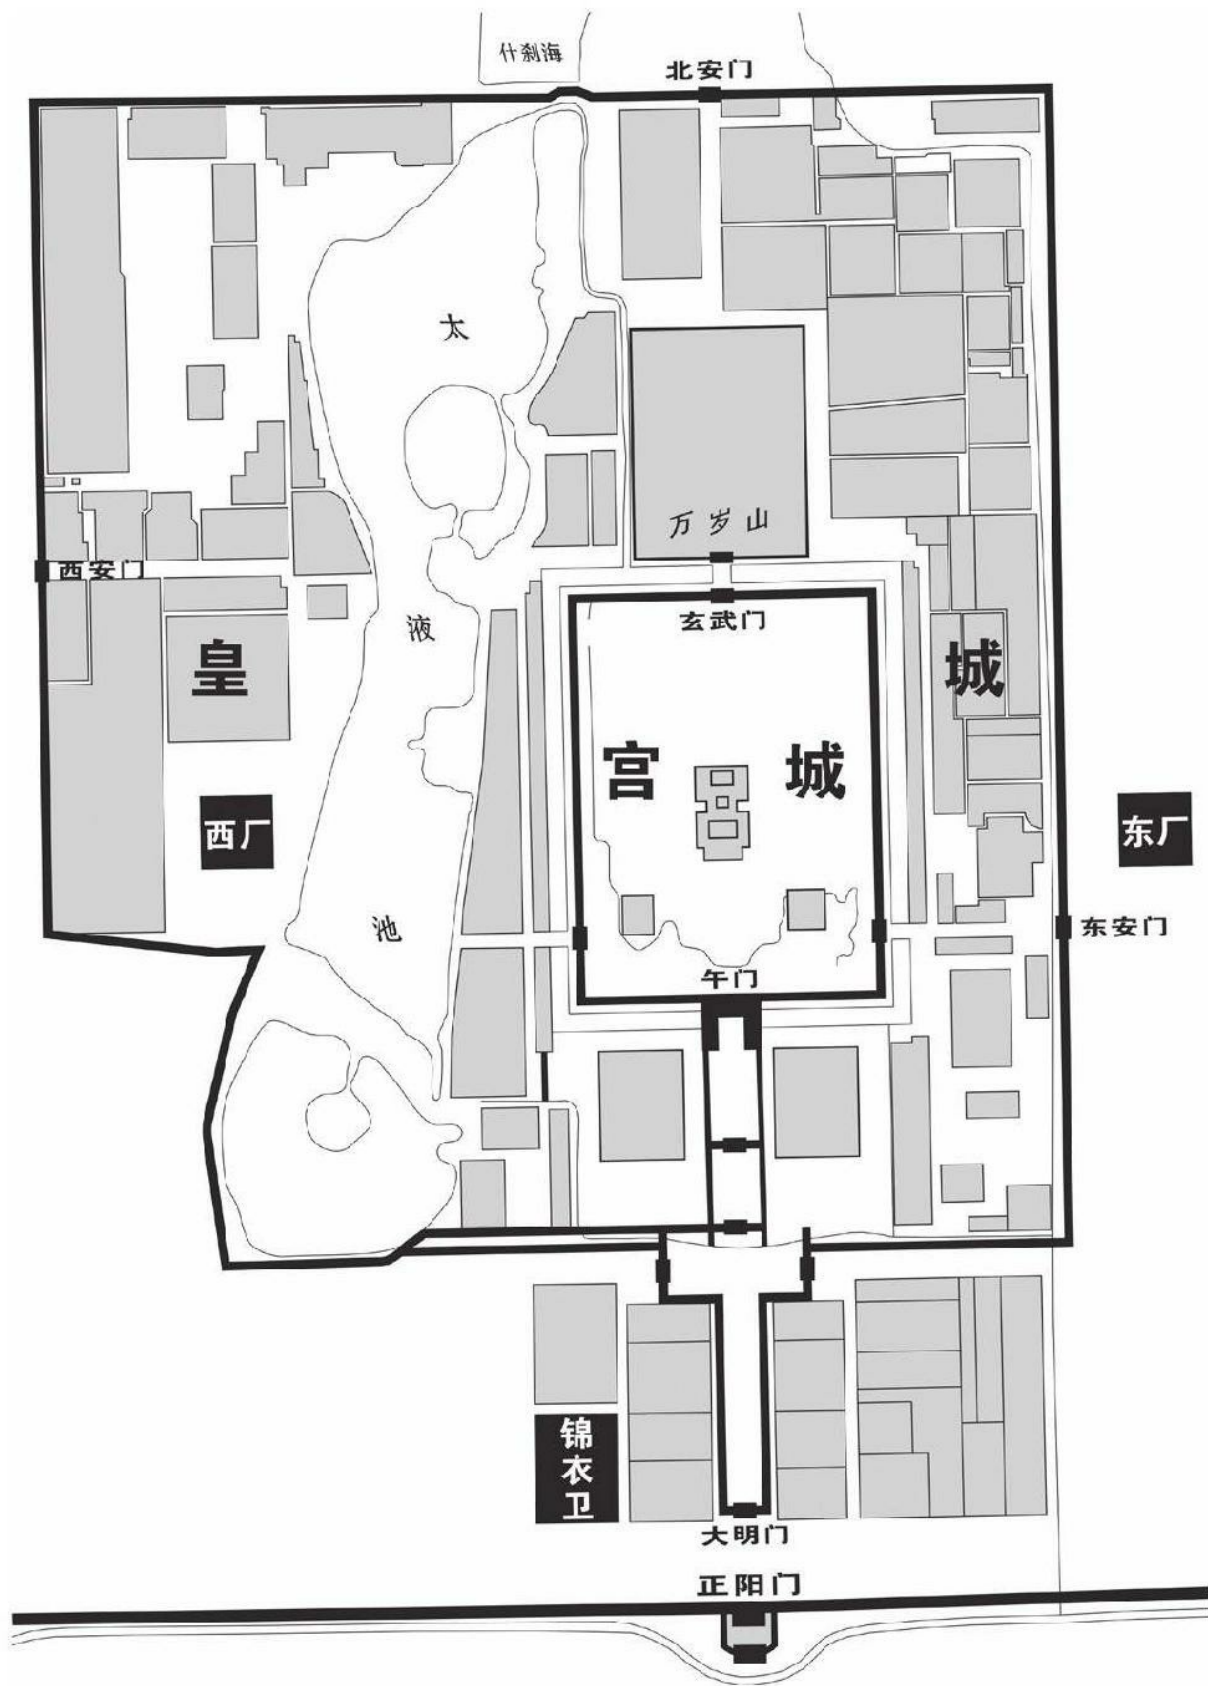 什刹海
北安门
太
万岁山
西安门
玄武门
液
皇
城
宫 城
西厂
东厂
池
东安门
午门
锦衣卫
大明门
正阳门